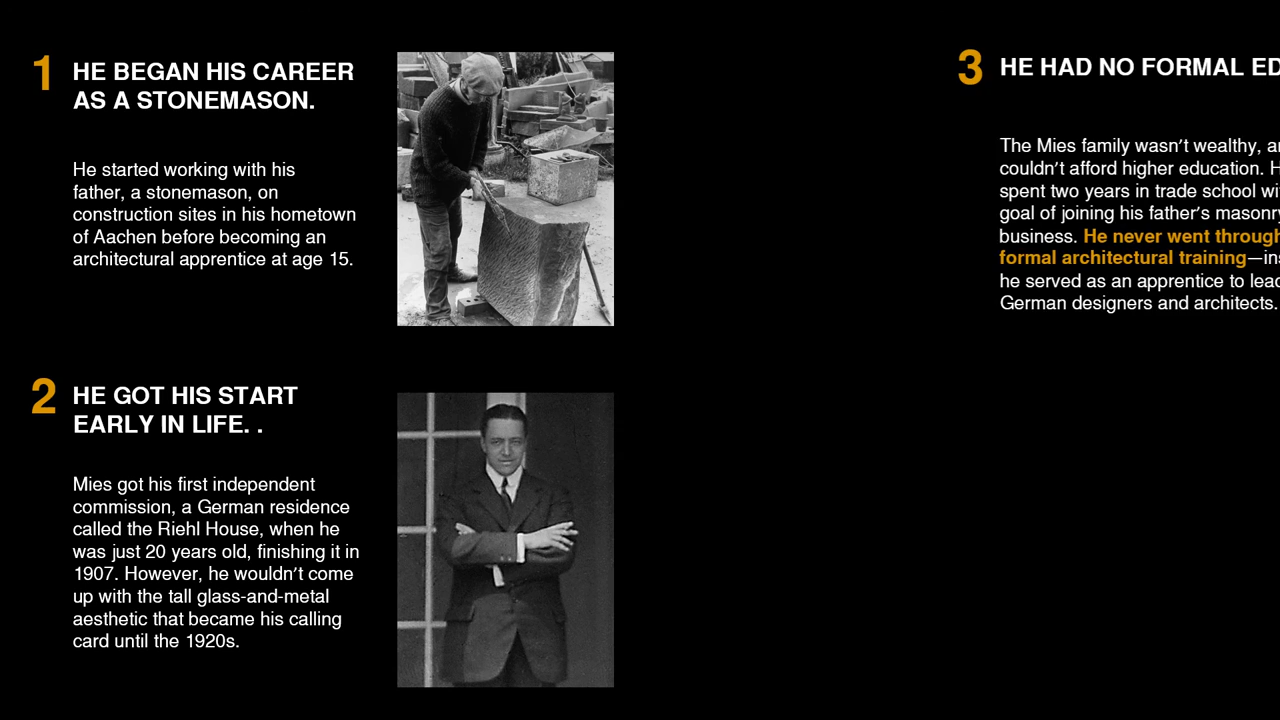 1
HE BEGAN HIS CAREER
AS A STONEMASON.
He started working with his
father, a stonemason, on
construction sites in his hometown
of Aachen before becoming an
architectural apprentice at age 15.
2
HE GOT HIS START
EARLY IN LIFE. .
Mies got his first independent
commission, a German residence
called the Riehl House, when he
was just 20 years old, finishing it in
1907. However, he wouldn’t come
up with the tall glass-and-metal
aesthetic that became his calling
card until the 1920s.
3
HE HAD NO FORMAL
The Mies family wasn’t wealthy,
couldn’t afford higher education.
spent two years in trade school
goal of joining his father’s
business. He never went through
formal architectural training—
he served as an apprentice to
German designers and architects.